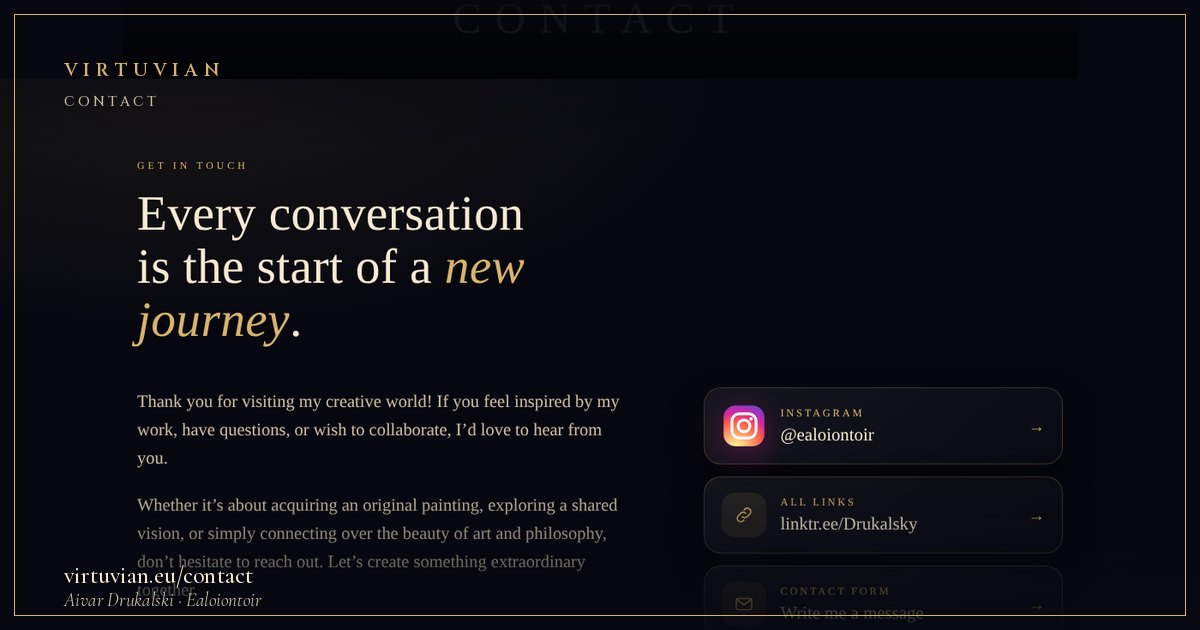 CONTACT
VIRTUVIAN
CONTACT
GET IN TOUCH
Every conversation
is the start of a new
journey.
Thank you for visiting my creative world! If you feel inspired by my
work, have questions, or wish to collaborate, I’d love to hear from
you.
Whether it’s about acquiring an original painting, exploring a shared
vision, or simply connecting over the beauty of art and philosophy,
don’t hesitate to reach out. Let’s create something extraordinary
together.
INSTAGRAM
@ealoiontoir
→
ALL LINKS
linktr.ee/Drukalsky
→
CONTACT FORM
Write me a message
→
virtuvian.eu/contact
Aivar Drukalski · Ealoiontoir